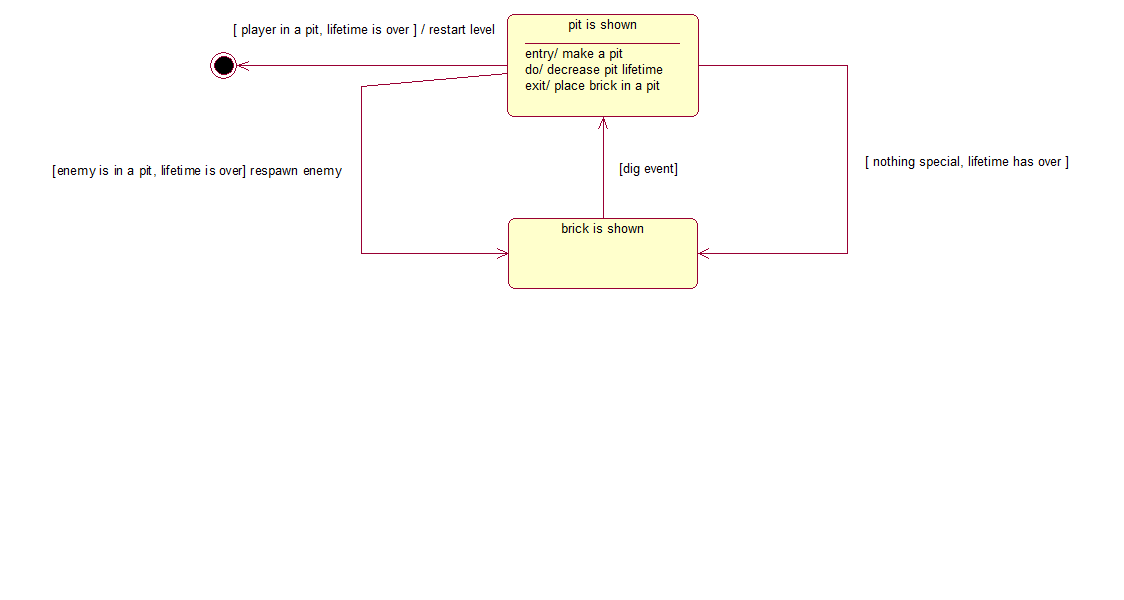 [ player in a pit, lifetime is over ] / restart level
pit is shown
entry/ make a pit
do/ decrease pit lifetime
exit/ place brick in a pit
[enemy is in a pit, lifetime is over] respawn enemy
[dig event]
[ nothing special, lifetime has over ]
brick is shown